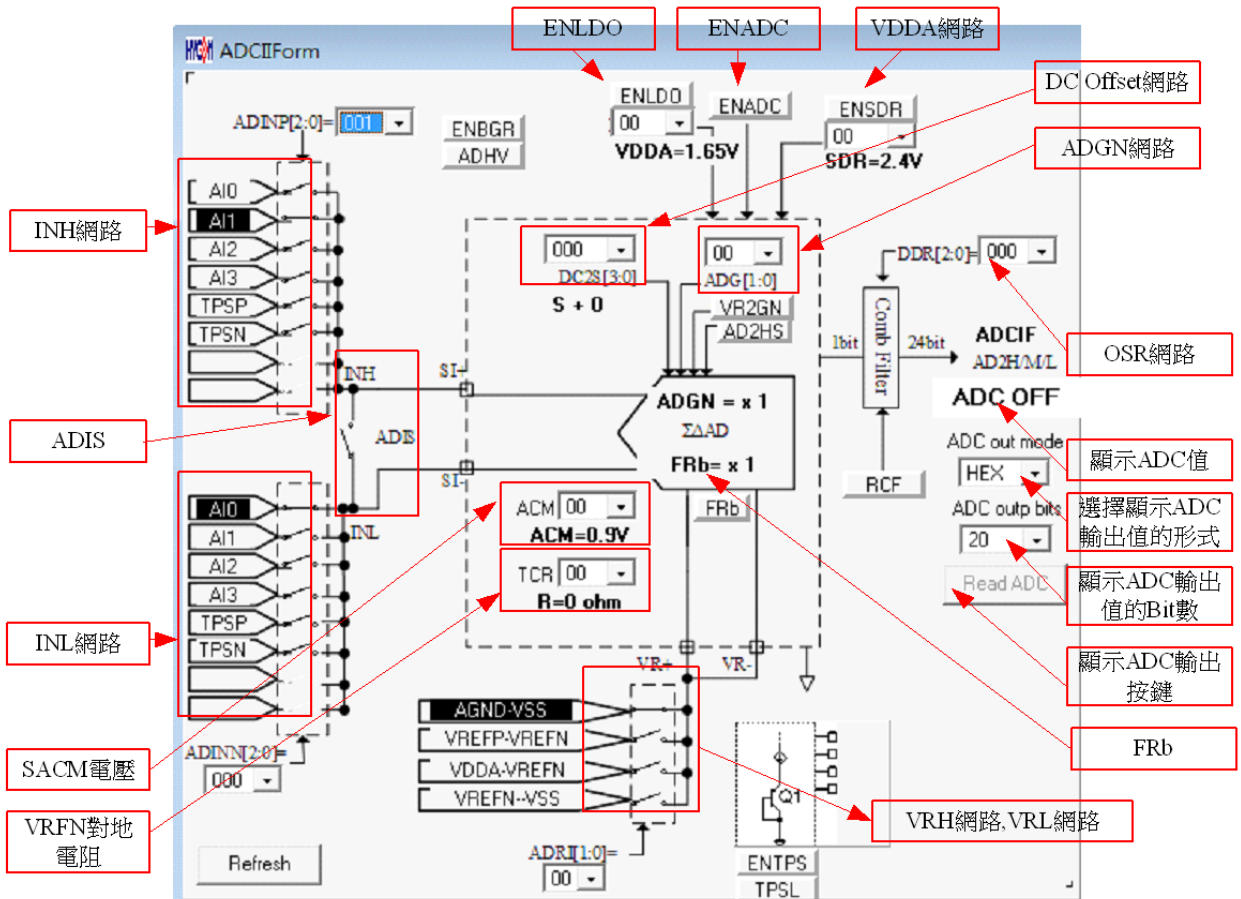 ENLDO
ENADC
VDDA網路
HYCON ADCIIForm
DC Offset網路
ADGN網路
INH網路
ADIS
INL網路
SACM電壓
VRFN對地
電阻
OSR網路
顯示ADC值
選擇顯示ADC
輸出值的形式
顯示ADC輸出
值的Bit數
顯示ADC輸出
按鍵
FRb
VRH網路,VRL網路
ADINP[2:0]= 001
ENBGR
ADHV
ENLDO
00
VDDA=1.65V
ENADC
ENSDR
00
SDR=2.4V
AI0
AI1
AI2
AI3
TPSP
TPSN
INH
ADIS
INL
AI0
AI1
AI2
AI3
TPSP
TPSN
ADINN[2:0]=
000
Refresh
SI+
SI-
000
DC2S[3:0]
S + 0
00
ADG[1:0]
VR2GN
AD2HS
ADGN = x 1
ΣΔAD
FRb= x 1
FRb
ACM 00
ACM=0.9V
TCR 00
R=0 ohm
VR+
VR-
AGND-VSS
VREFP-VREFN
VDDA-VREFN
VREFN--VSS
ADRI[1:0]=
00
Q1
ENTPS
TPSL
DDR[2:0]= 000
Comb Filter
1bit
24bit
RCF
ADCIF
AD2H/M/L
ADC OFF
ADC out mode
HEX
ADC outp bits
20
Read ADC